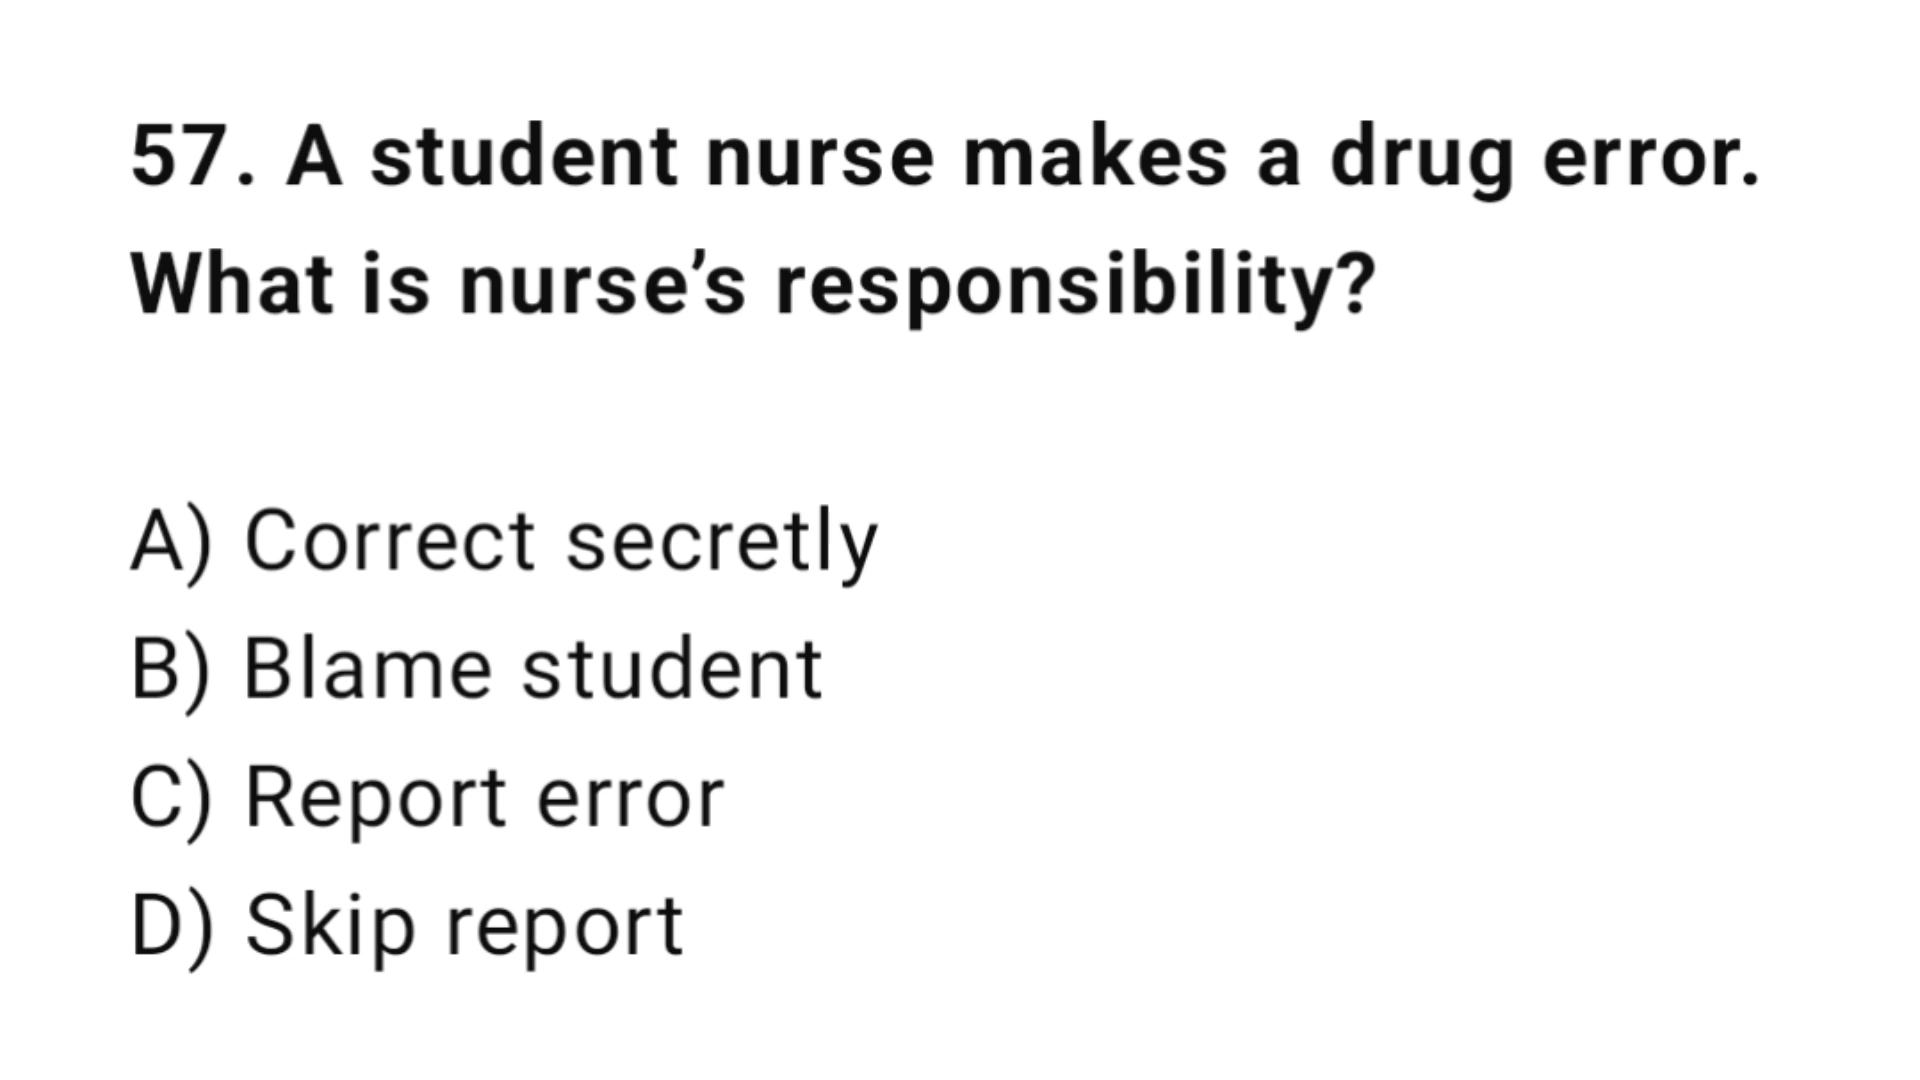 57. A student nurse makes a drug error.
What is nurse’s responsibility?
A) Correct secretly
B) Blame student
C) Report error
D) Skip report